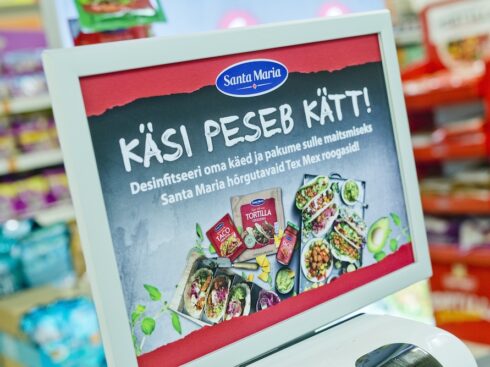 Santa Maria
KÄSI PESEB KÄTT!
Desinfitseeri oma käed ja pakume sulle maitsmiseks
Santa Maria hõrgutavaid Tex Mex roogasid!
TORTILLA
TACO